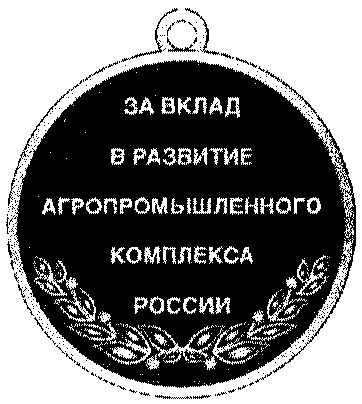 ЗА ВКЛАД
В РАЗВИТИЕ
АГРОПРОМЫШЛЕННОГО
КОМПЛЕКСА
РОССИИ